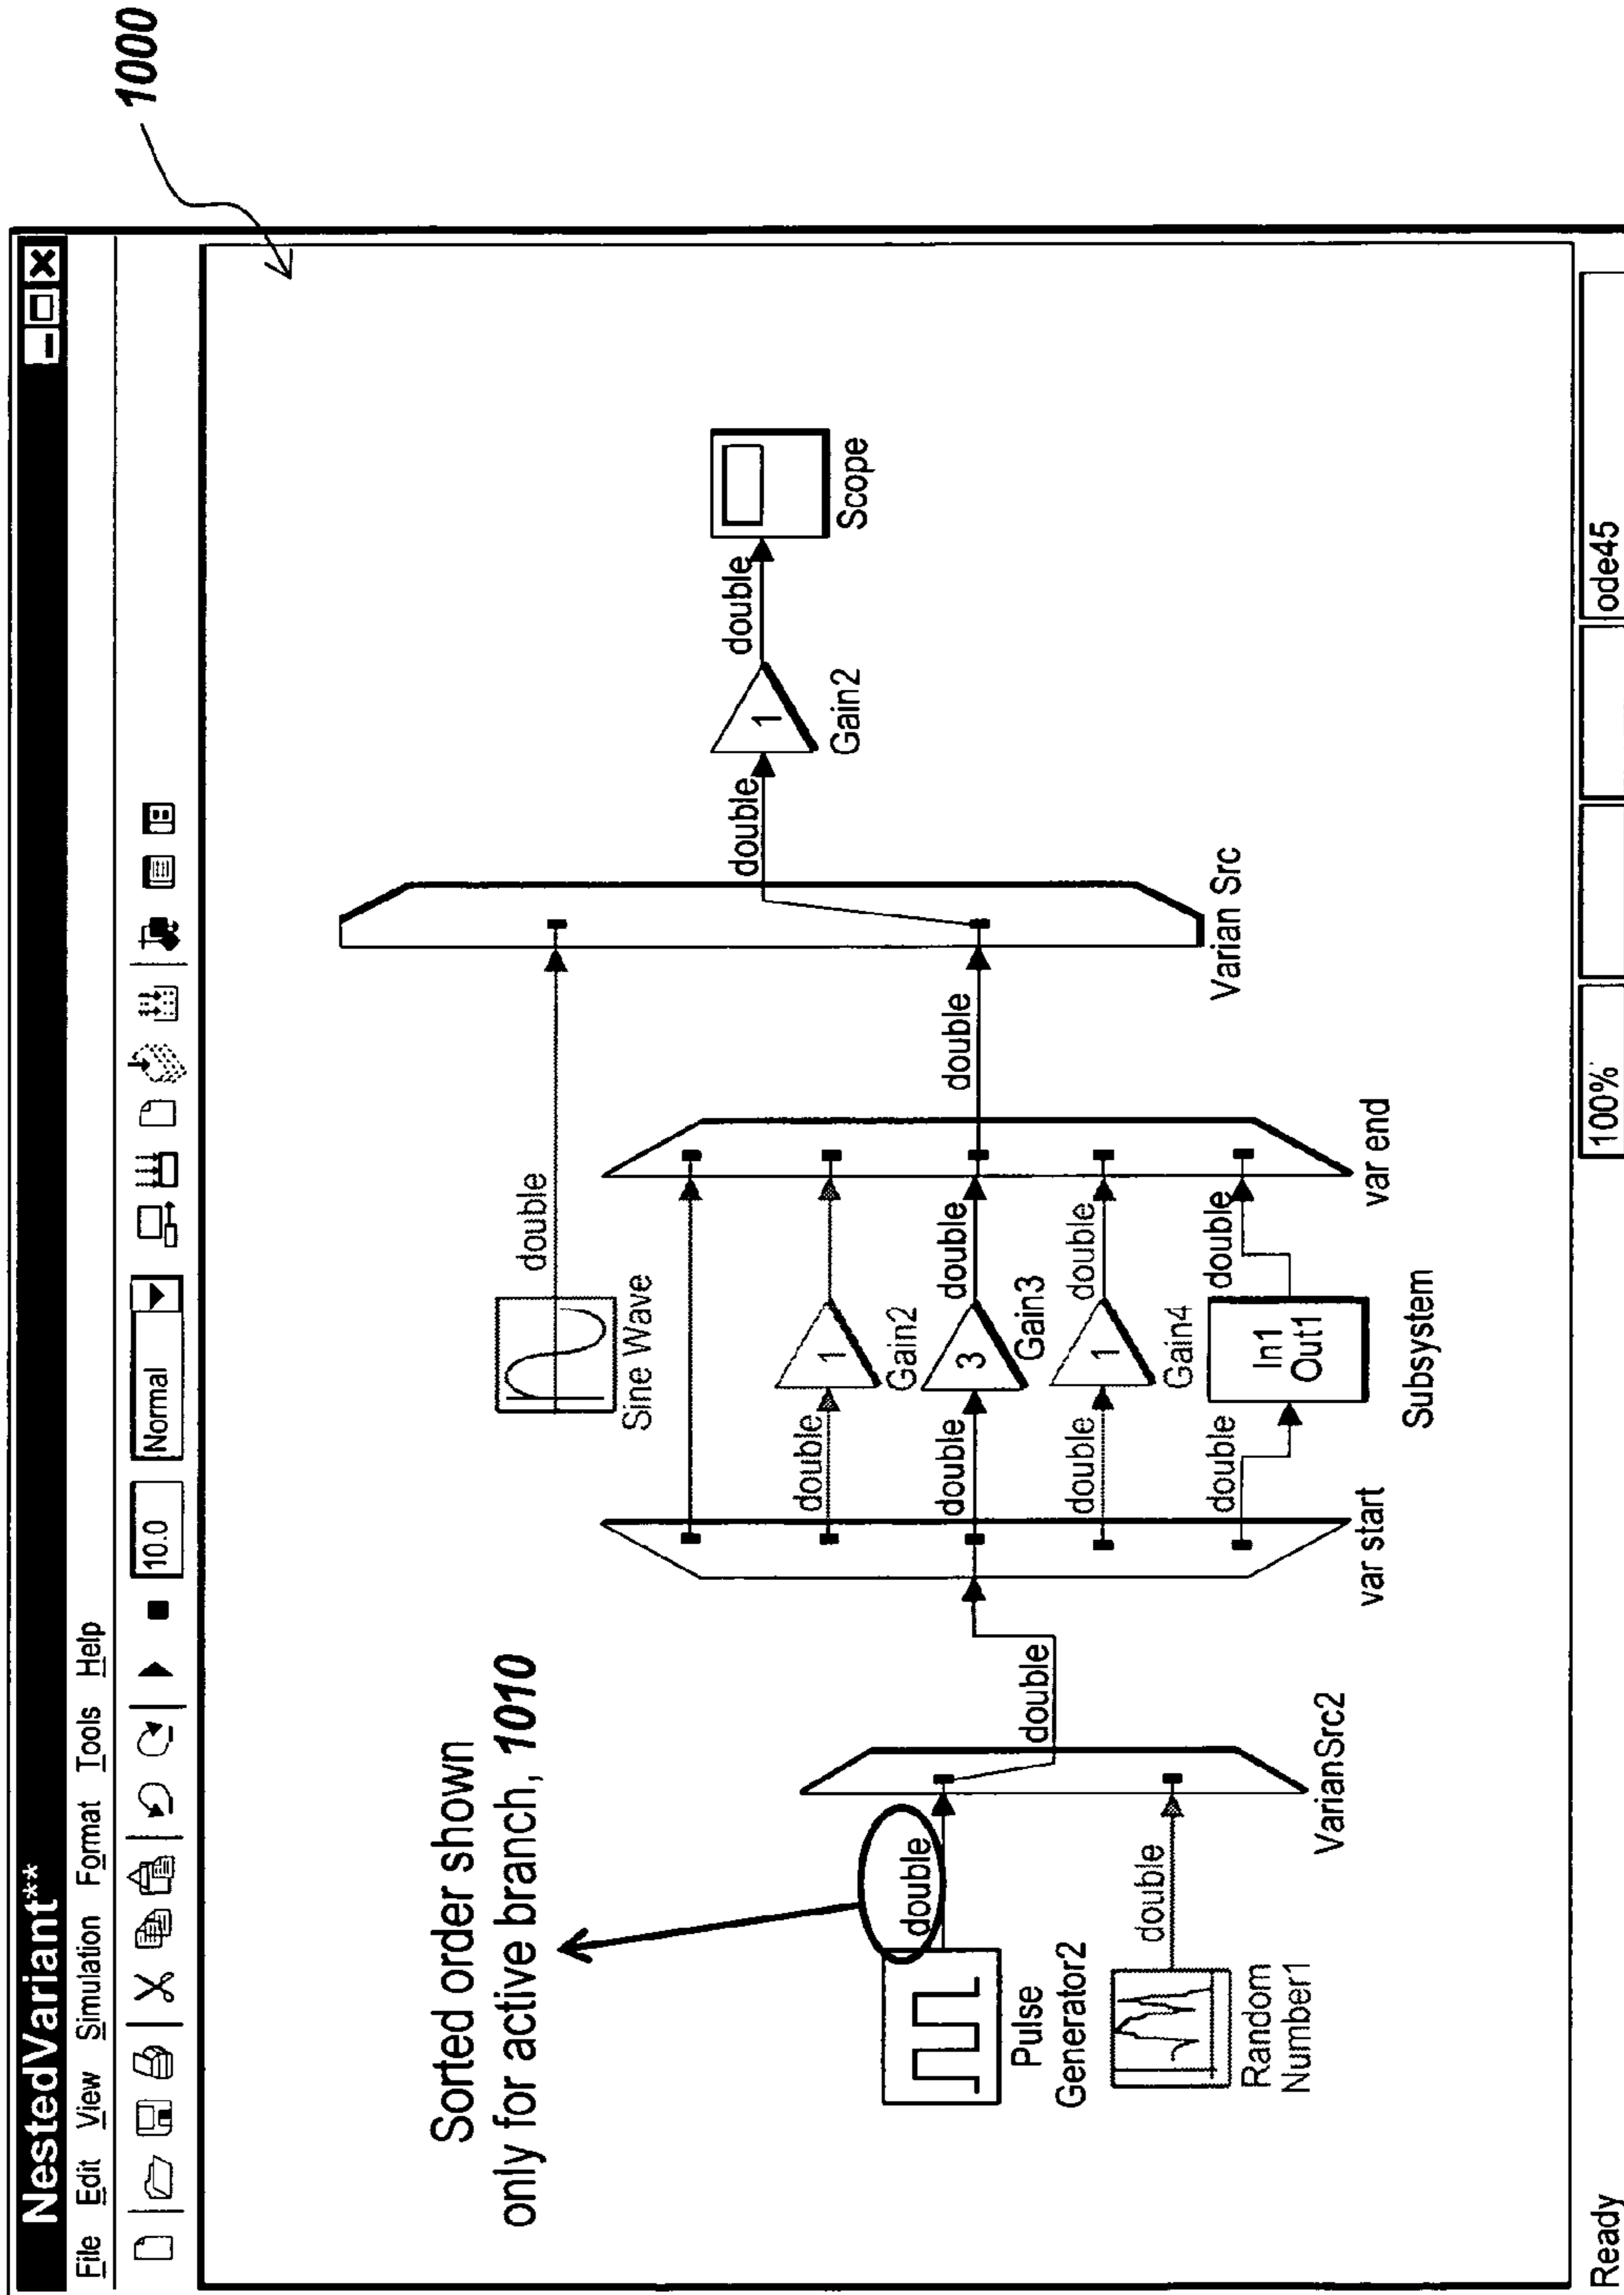 1000
NestedVariant**
File Edit View Simulation Format Tools Help
10.0
Normal
Sorted order shown
only for active branch, 1010
double
Sine Wave
double
double
1
Gain2
double
Scope
double
1
Gain2
double
Pulse
Generator2
double
double
3
Gain3
double
double
Varian Src
double
1
Gain4
double
double
Random
Number1
VarianSrc2
double
In1
Out1
double
Subsystem
var start
var end
Ready
100%
ode45